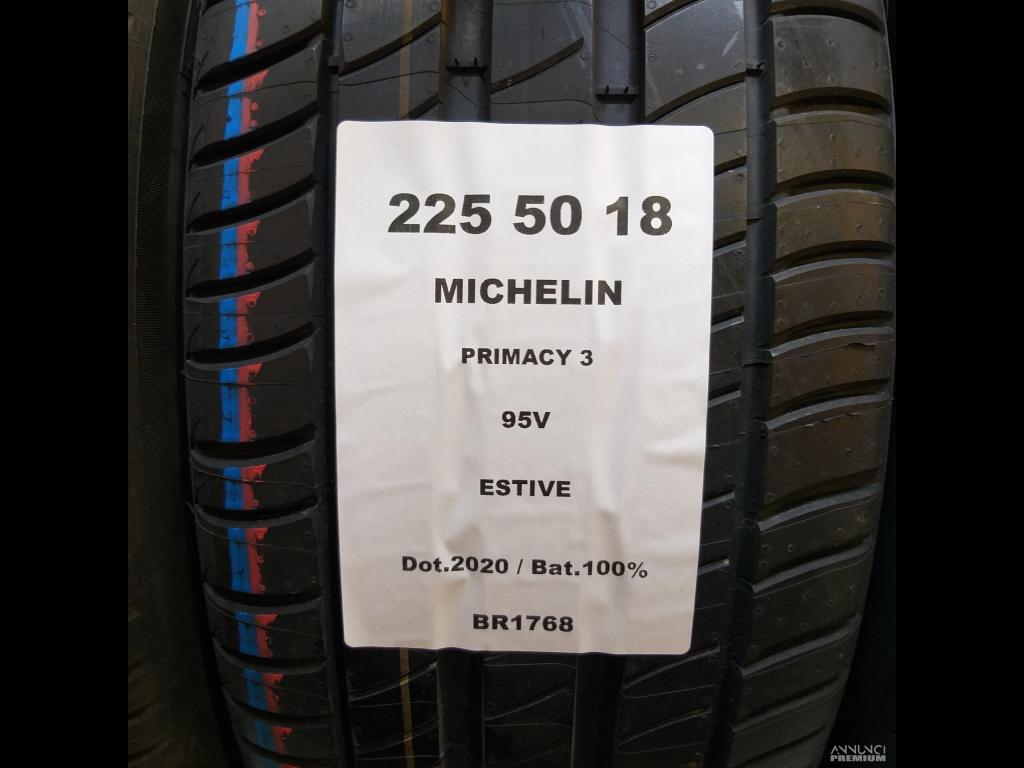 225 50 18
MICHELIN
PRIMACY 3
95V
ESTIVE
Dot.2020 / Bat.100%
BR1768
ANNUNCI
PREMIUM